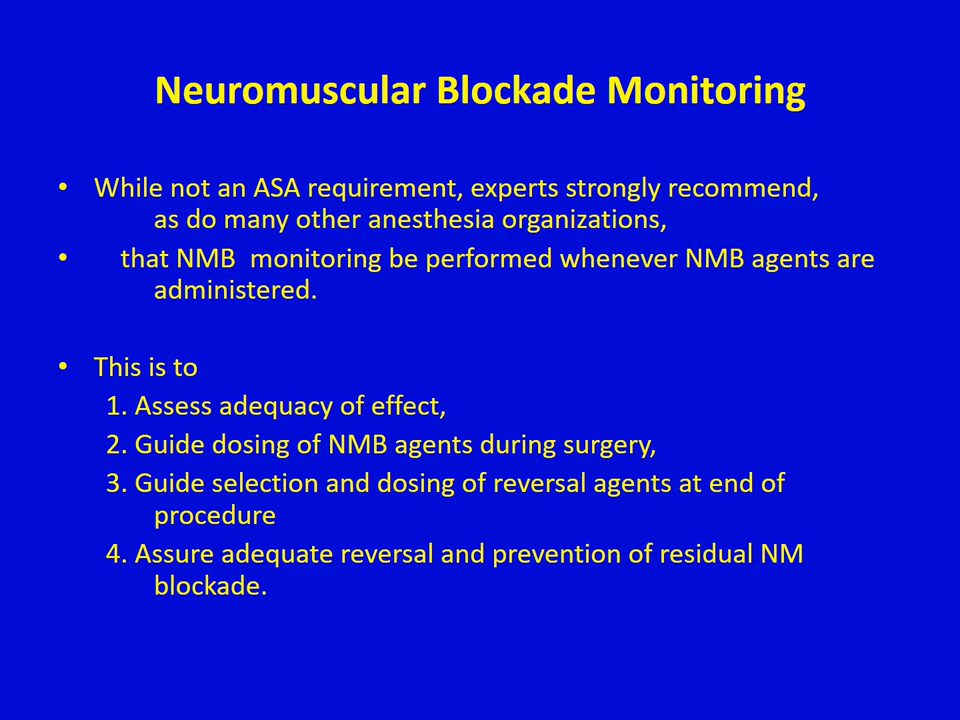 Neuromuscular Blockade Monitoring
• While not an ASA requirement, experts strongly recommend,
as do many other anesthesia organizations,
• that NMB  monitoring be performed whenever NMB agents are
administered.
• This is to
1. Assess adequacy of effect,
2. Guide dosing of NMB agents during surgery,
3. Guide selection and dosing of reversal agents at end of
procedure
4. Assure adequate reversal and prevention of residual NM
blockade.